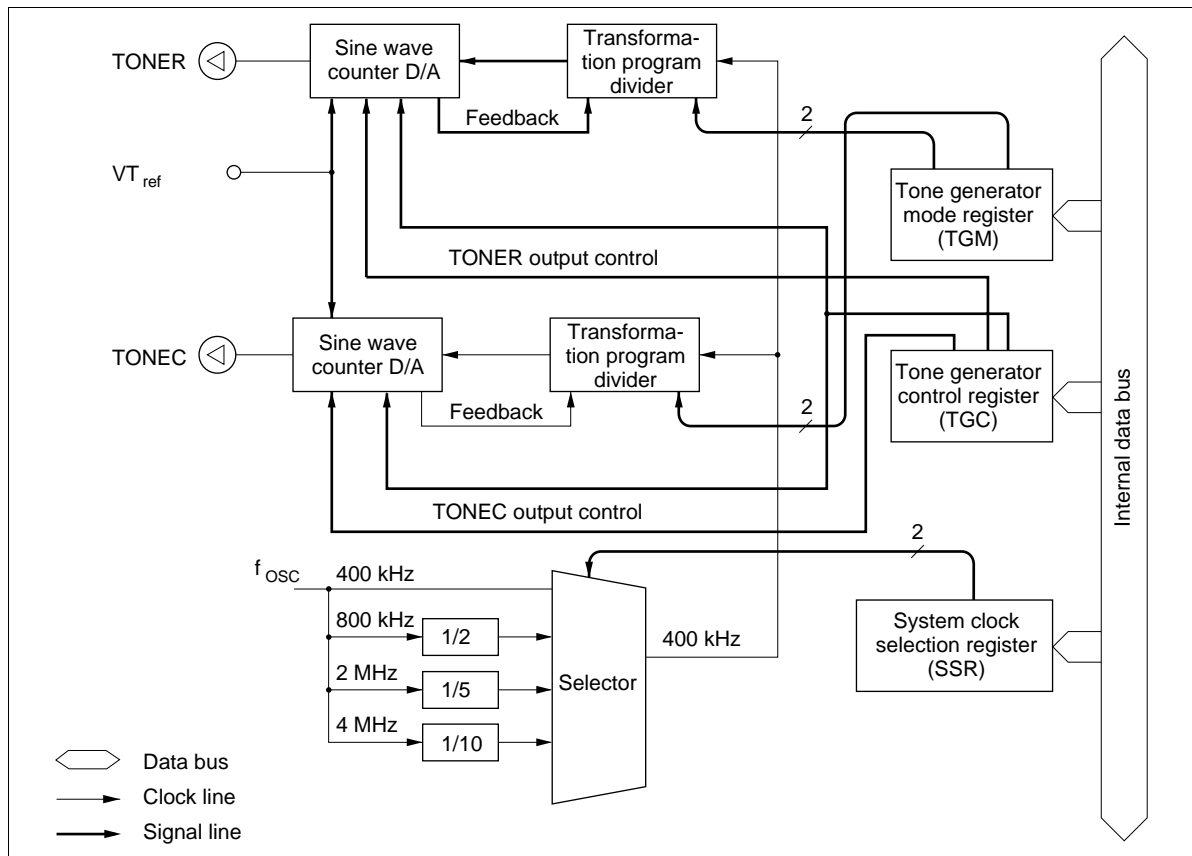 TONER
Sine wave
counter D/A
Transforma-
tion program
divider
Feedback
2
VT ref
Tone generator
mode register
(TGM)
TONER output control
TONEC
Sine wave
counter D/A
Transforma-
tion program
divider
Feedback
2
Tone generator
control register
(TGC)
Internal data bus
TONEC output control
2
f OSC
400 kHz
800 kHz
1/2
2 MHz
1/5
4 MHz
1/10
Selector
400 kHz
System clock
selection register
(SSR)
Data bus
Clock line
Signal line